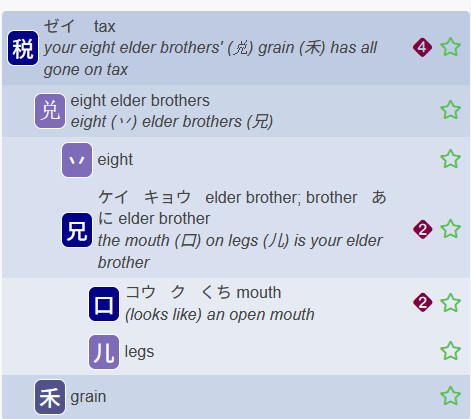 税
ゼイ tax
your eight elder brothers' (兑) grain (禾) has all
gone on tax
4
兑
eight elder brothers
eight (丷) elder brothers (兄)
丷
eight
兄
ケイ キョウ elder brother; brother あ
に elder brother
the mouth (口) on legs (儿) is your elder
brother
2
口
コウ ク くち mouth
(looks like) an open mouth
2
儿
legs
禾
grain